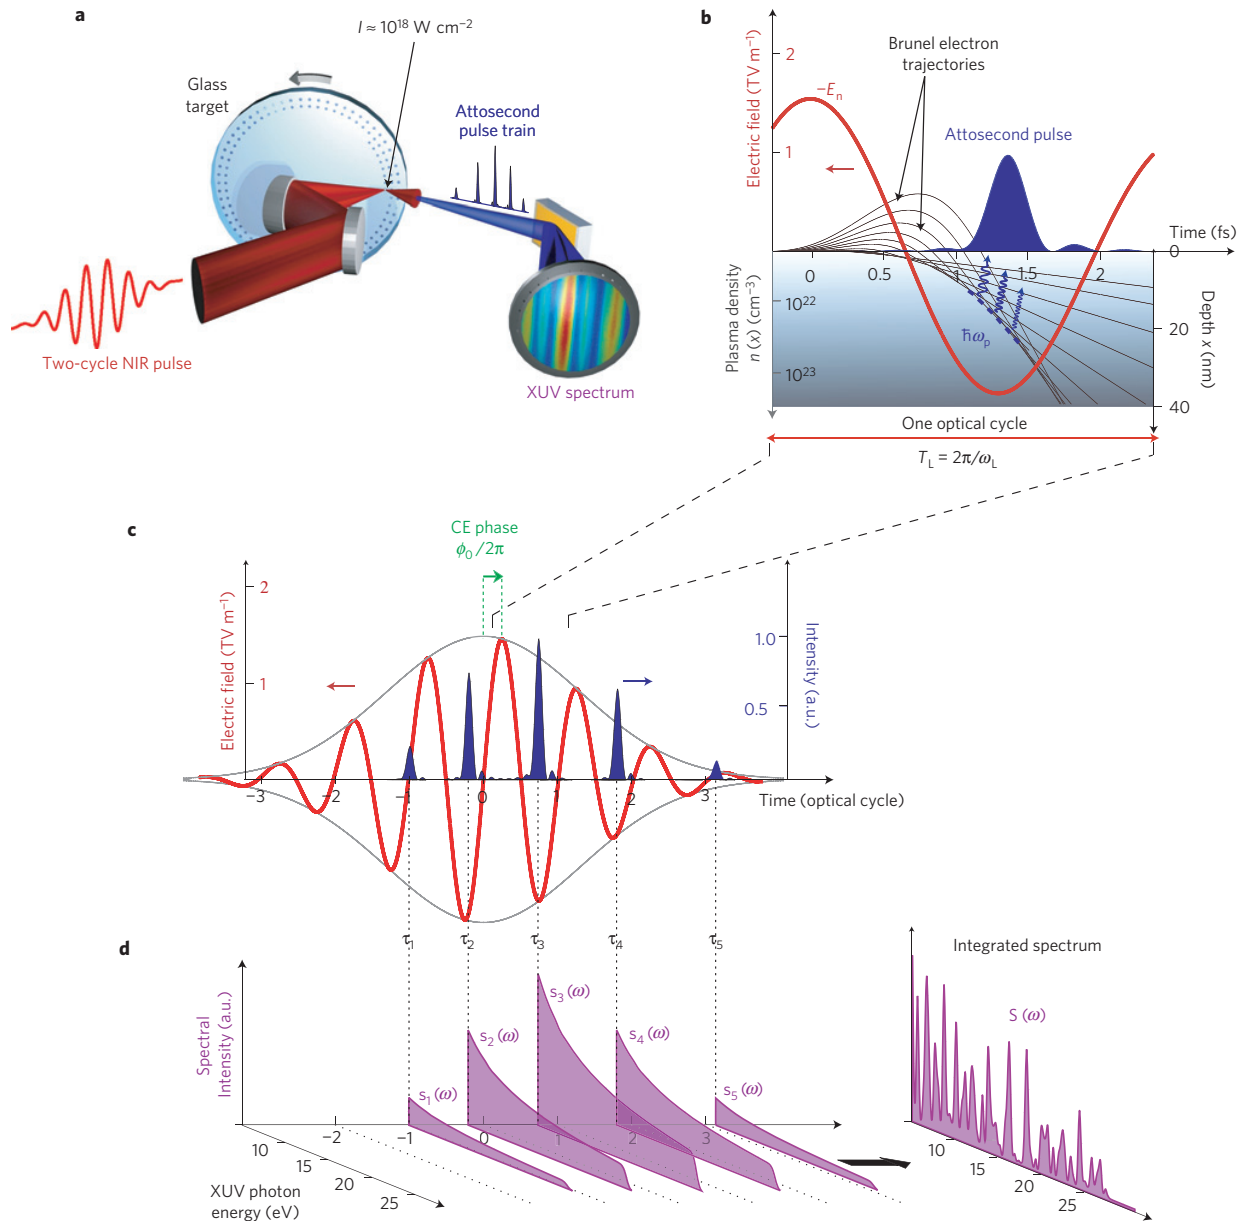 a
I ≈ 10¹⁸ W cm⁻²
Glass
target
Attosecond
pulse train
Two-cycle NIR pulse
XUV spectrum
b
Electric field (TV m⁻¹)
2
1
Brunel electron
trajectories
−Eₙ
Attosecond pulse
Time (fs)
0
0.5
1
1.5
2
0
Plasma density
n (x) (cm⁻³)
10²²
10²³
ħωₚ
Depth x (nm)
20
40
One optical cycle
T_L = 2π/ω_L
c
CE phase
ϕ₀/2π
Electric field (TV m⁻¹)
2
1
1.0
0.5
Intensity (a.u.)
−3
−2
−1
0
1
2
3
Time (optical cycle)
τ₁
τ₂
τ₃
τ₄
τ₅
d
Spectral
Intensity (a.u.)
s₁(ω)
s₂(ω)
s₃(ω)
s₄(ω)
s₅(ω)
−2
−1
0
1
2
3
10
15
20
25
XUV photon
energy (eV)
Integrated spectrum
S (ω)
10
15
20
25